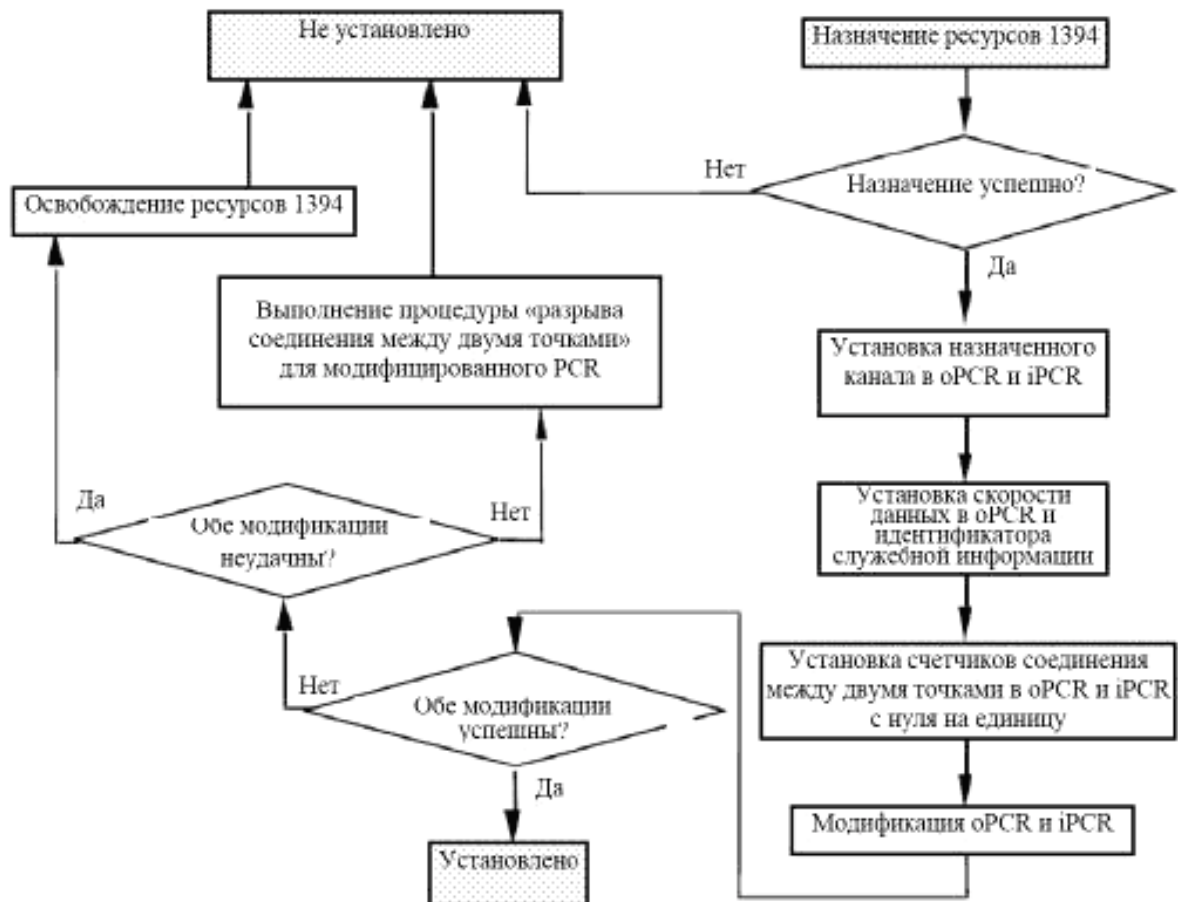 Не установлено
Назначение ресурсов 1394
Нет
Назначение успешно?
Освобождение ресурсов 1394
Да
Выполнение процедуры «разрыва
соединения между двумя точками»
для модифицированного PCR
Установка назначенного
канала в oPCR и iPCR
Установка скорости
данных в oPCR и
идентификатора
служебной информации
Да
Нет
Обе модификации
неудачны?
Установка счетчиков соединения
между двумя точками в oPCR и iPCR
с нуля на единицу
Нет
Обе модификации
успешны?
Да
Модификация oPCR и iPCR
Установлено